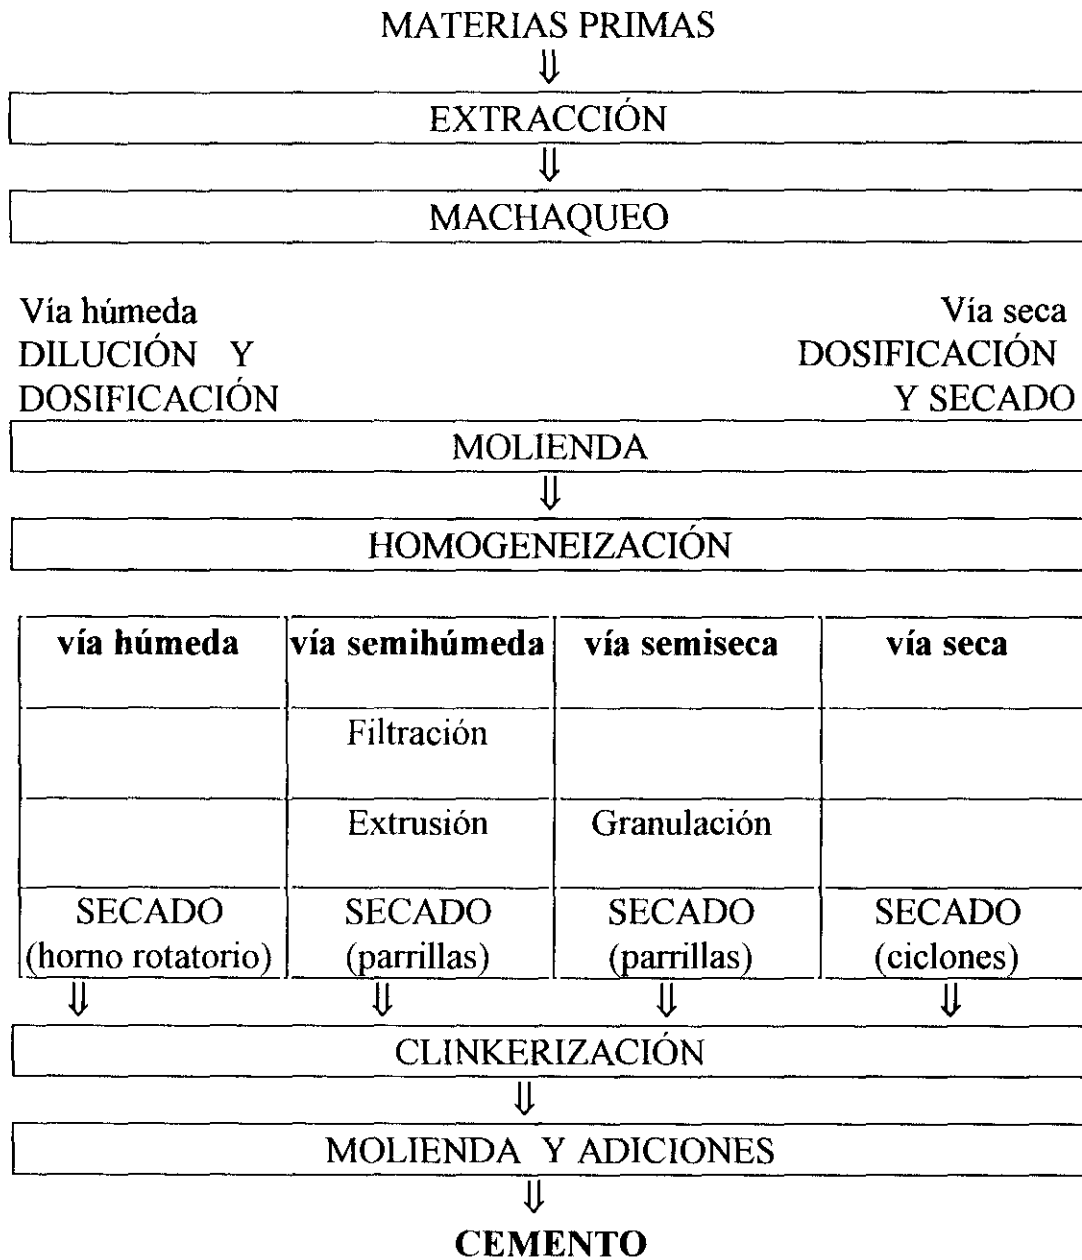 MATERIAS PRIMAS
⇓
EXTRACCIÓN
⇓
MACHAQUEO
Vía húmeda Vía seca
DILUCIÓN Y DOSIFICACIÓN
DOSIFICACIÓN Y SECADO
MOLIENDA
⇓
HOMOGENEIZACIÓN
vía húmeda vía semihúmeda vía semiseca vía seca
Filtración
Extrusión Granulación
SECADO SECADO SECADO SECADO
(horno rotatorio) (parrillas) (parrillas) (ciclones)
⇓ ⇓ ⇓ ⇓
CLINKERIZACIÓN
⇓
MOLIENDA Y ADICIONES
⇓
CEMENTO